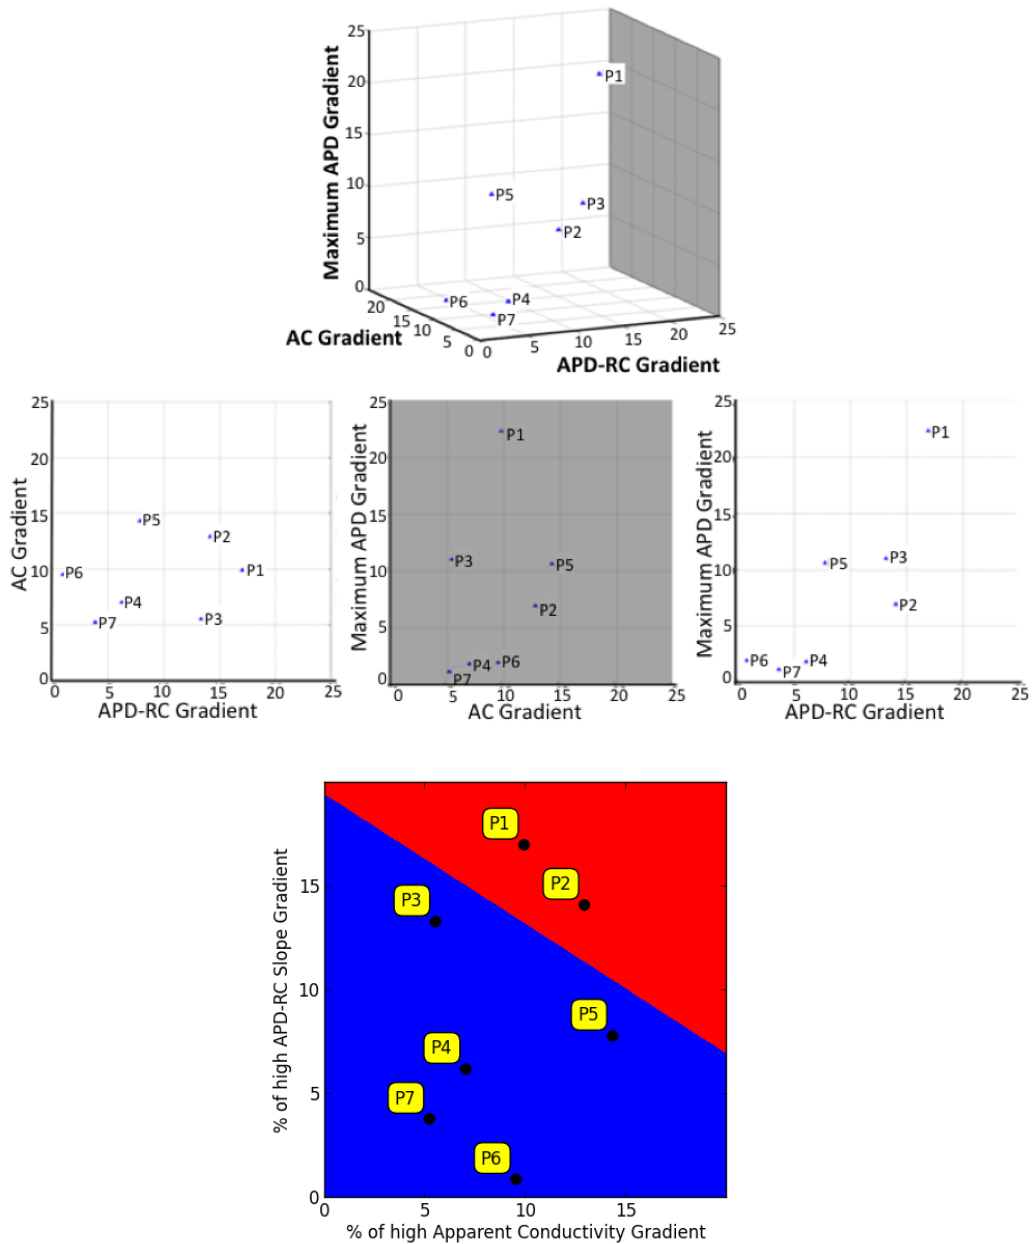 Maximum APD Gradient
25
20
15
10
5
0
P1
P5
P3
P2
P6
P4
P7
20
15
10
5
0
AC Gradient
0
5
10
15
20
25
APD-RC Gradient
AC Gradient
25
20
15
10
5
0
P5
P2
P1
P6
P4
P3
P7
0 5 10 15 20 25
APD-RC Gradient
Maximum APD Gradient
25
20
15
10
5
0
P1
P3
P5
P2
P6
P4
P7
0 5 10 15 20 25
AC Gradient
Maximum APD Gradient
25
20
15
10
5
0
P1
P3
P5
P2
P6
P4
P7
0 5 10 15 20 25
APD-RC Gradient
% of high APD-RC Slope Gradient
15
10
5
0
P1
P2
P3
P5
P4
P7
P6
0 5 10 15
% of high Apparent Conductivity Gradient